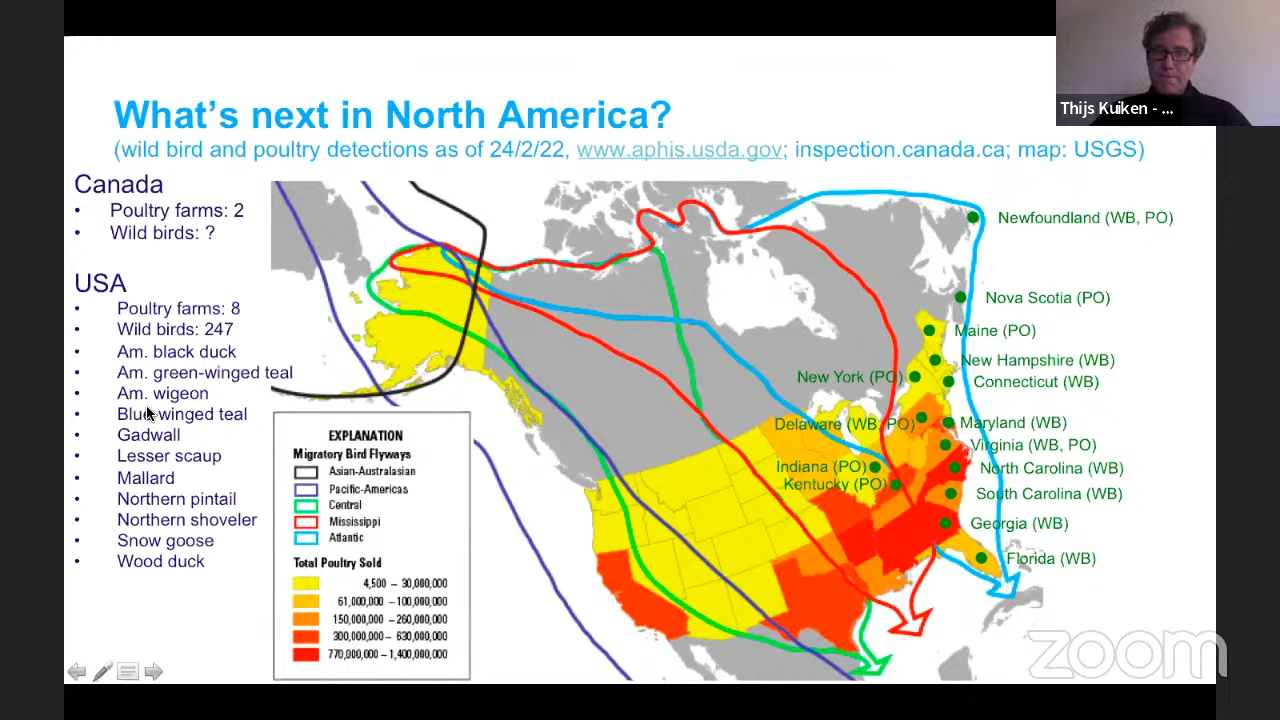 What's next in North America?
(wild bird and poultry detections as of 24/2/22, www.aphis.usda.gov; inspection.canada.ca; map: USGS)
Thijs Kuiken - ...
Canada
• Poultry farms: 2
• Wild birds: ?
USA
• Poultry farms: 8
• Wild birds: 247
• Am. black duck
• Am. green-winged teal
• Am. wigeon
• Blue-winged teal
• Gadwall
• Lesser scaup
• Mallard
• Northern pintail
• Northern shoveler
• Snow goose
• Wood duck
EXPLANATION
Migratory Bird Flyways
Asian-Australasian
Pacific-Americas
Central
Mississippi
Atlantic
Total Poultry Sold
4,500 – 30,000,000
61,000,000 –100,000,000
150,000,000 –260,000,000
300,000,000 – 630,000,000
770,000,000 – 1,400,000,000
Newfoundland (WB, PO)
Nova Scotia (PO)
Maine (PO)
New Hampshire (WB)
New York (PO)
Connecticut (WB)
Delaware (WB, PO)
Maryland (WB)
Virginia (WB, PO)
Indiana (PO)
North Carolina (WB)
Kentucky (PO)
South Carolina (WB)
Georgia (WB)
Florida (WB)
zoom